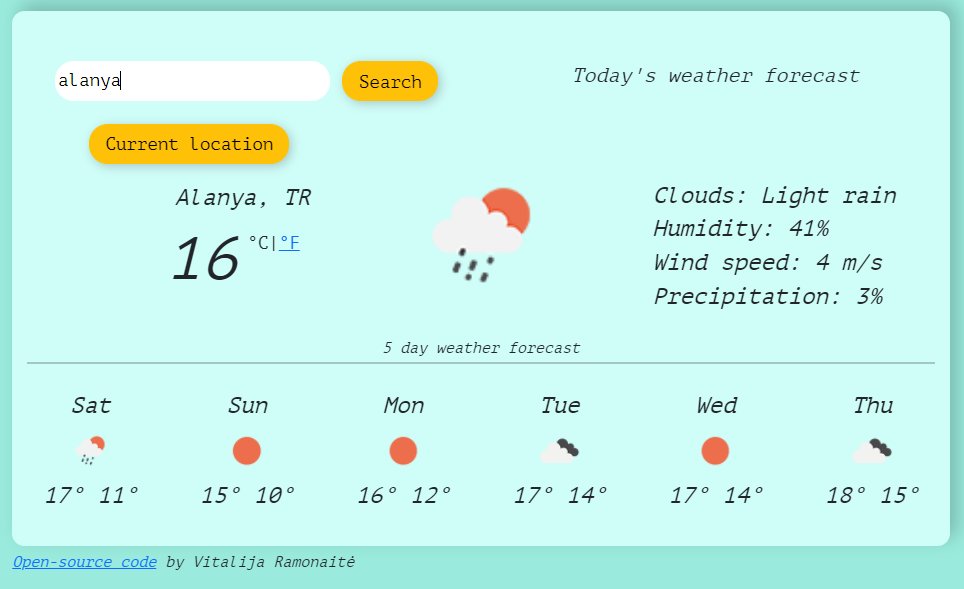 alanya Search Today's weather forecast
Current location
Alanya, TR
16 °C|°F
Clouds: Light rain
Humidity: 41%
Wind speed: 4 m/s
Precipitation: 3%
5 day weather forecast
Sat Sun Mon Tue Wed Thu
17° 11° 15° 10° 16° 12° 17° 14° 17° 14° 18° 15°
Open-source code by Vitalija Ramonaitė